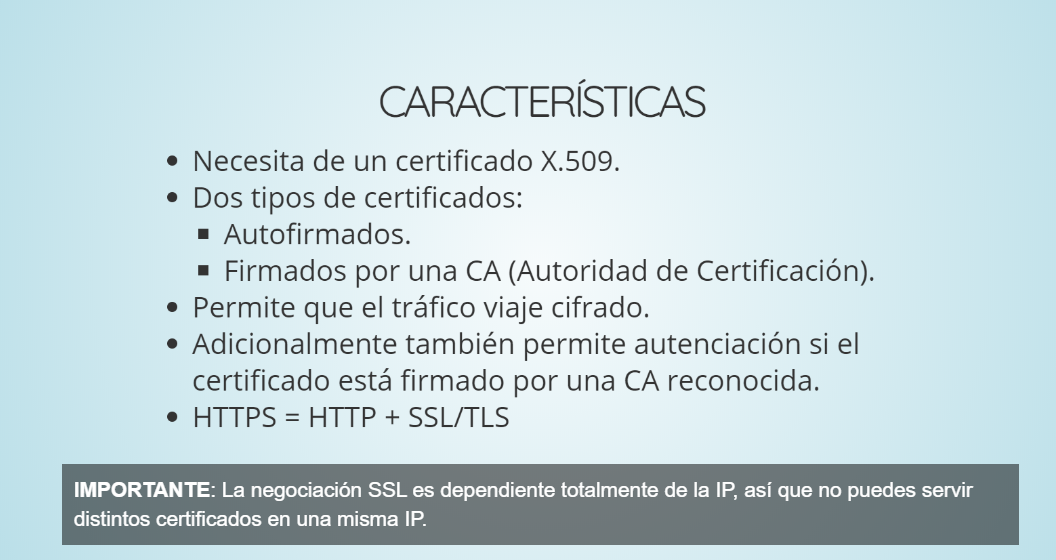 CARACTERÍSTICAS
Necesita de un certificado X.509.
Dos tipos de certificados:
Autofirmados.
Firmados por una CA (Autoridad de Certificación).
Permite que el tráfico viaje cifrado.
Adicionalmente también permite autenciación si el
certificado está firmado por una CA reconocida.
HTTPS = HTTP + SSL/TLS
IMPORTANTE: La negociación SSL es dependiente totalmente de la IP, así que no puedes servir
distintos certificados en una misma IP.